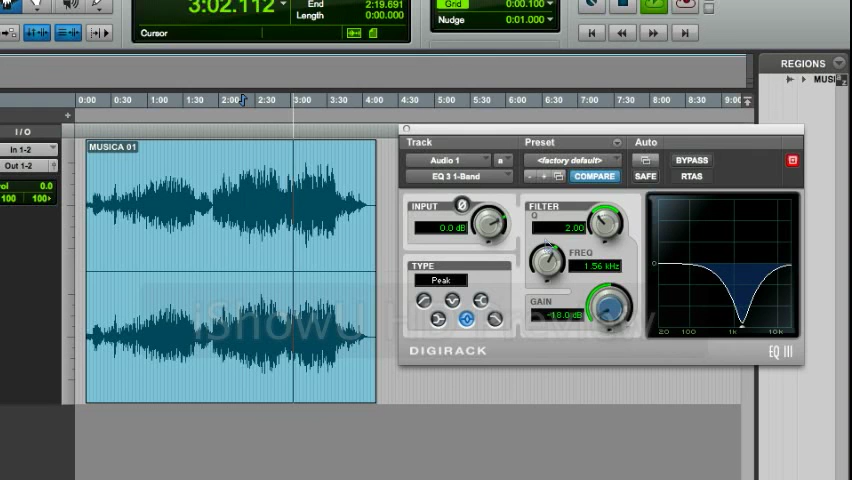 3:02.112
End 2:19.691
Length 0:00.000
Cursor
Grid 0:00.100
Nudge 0:01.000
REGIONS
0:00 0:30 1:00 1:30 2:00 2:30 3:00 3:30 4:00 4:30 5:00 5:30 6:00 6:30 7:00 7:30 8:00 8:30 9:00
I / O
In 1-2
Out 1-2
vol 0.0
100 100
MUSICA 01
Track Preset Auto
Audio 1 a <factory default> BYPASS
EQ 3 1-Band - + COMPARE SAFE RTAS
INPUT Ø
0.0 dB
FILTER
Q
2.00
FREQ
1.56 kHz
TYPE
Peak
GAIN
-18.0 dB
0
20 100 1k 10k
DIGIRACK EQ III
iShowU HD Preview